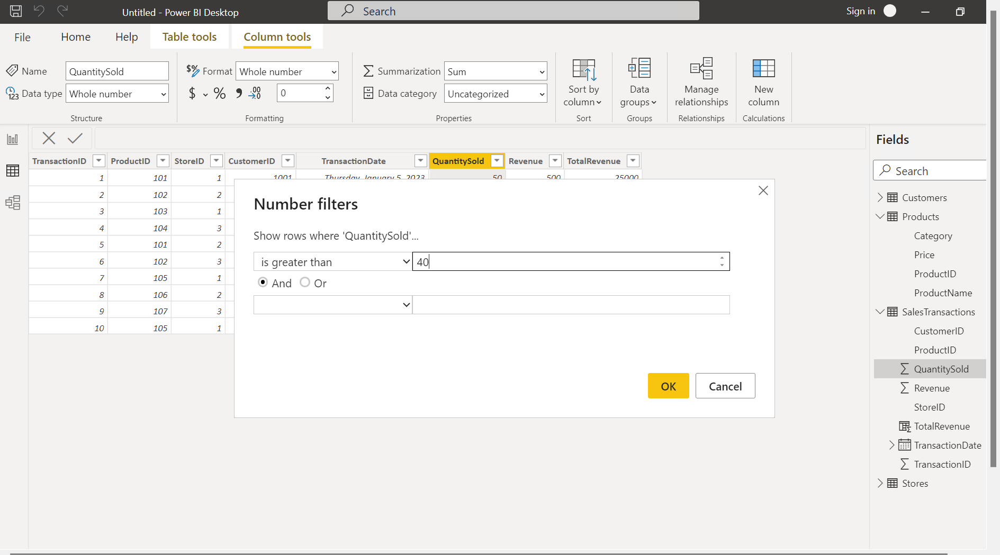 Untitled - Power BI Desktop
Search
Sign in
File
Home
Help
Table tools
Column tools
Name
QuantitySold
Data type
Whole number
Structure
Format
Whole number
$ % , .00
0
Formatting
Summarization
Sum
Data category
Uncategorized
Properties
Sort by
column
Sort
Data
groups
Groups
Manage
relationships
Relationships
New
column
Calculations
TransactionID ProductID StoreID CustomerID TransactionDate QuantitySold Revenue TotalRevenue
1 101 1 1001 Thursday, January 5, 2023 50 500 25000
2 102 2
3 103 1
4 104 3
5 101 2
6 102 3
7 105 1
8 106 2
9 107 3
10 105 1
Number filters
Show rows where 'QuantitySold'...
is greater than
40
And
Or
OK
Cancel
Fields
Search
Customers
Products
Category
Price
ProductID
ProductName
SalesTransactions
CustomerID
ProductID
QuantitySold
Revenue
StoreID
TotalRevenue
TransactionDate
TransactionID
Stores